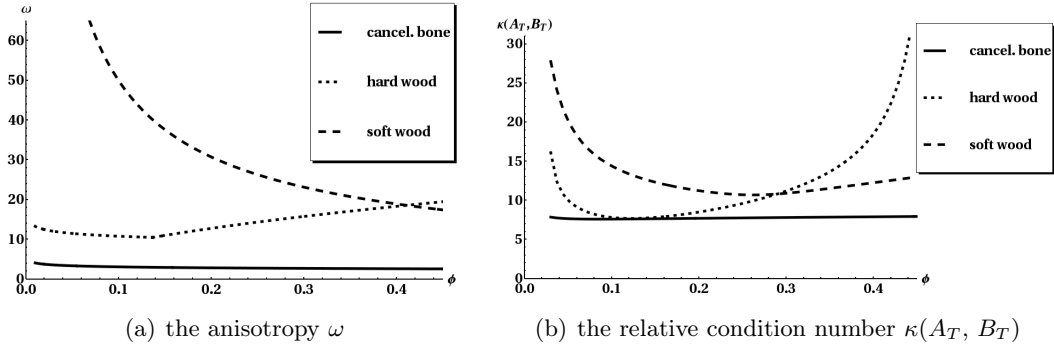 ω
60
50
40
30
20
10
0
0.0 0.1 0.2 0.3 0.4 ϕ
cancel. bone
hard wood
soft wood
(a) the anisotropy ω
κ(A_T,B_T)
30
25
20
15
10
5
0
0.0 0.1 0.2 0.3 0.4 ϕ
cancel. bone
hard wood
soft wood
(b) the relative condition number κ(A_T, B_T)